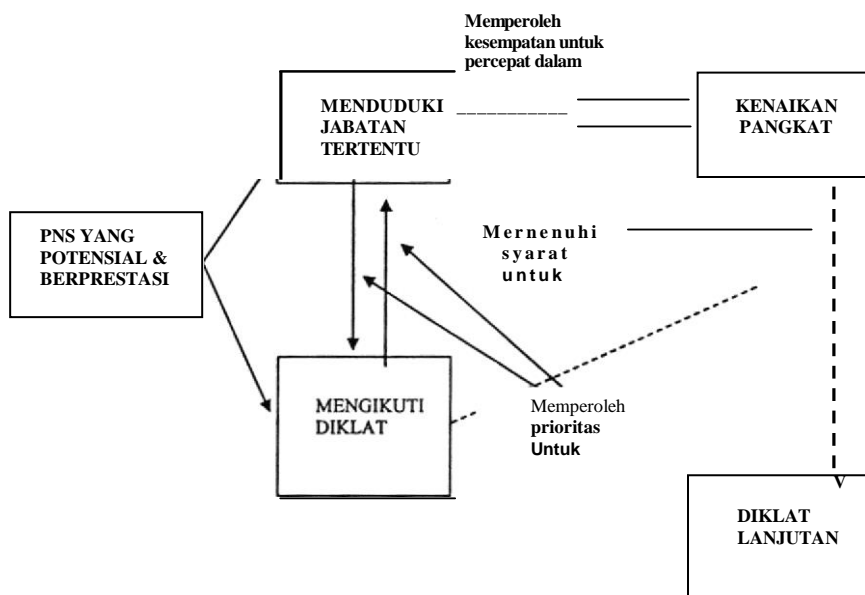 Memperoleh
kesempatan untuk
percepat dalam
MENDUDUKI
JABATAN
TERTENTU
KENAIKAN
PANGKAT
PNS YANG
POTENSIAL &
BERPRESTASI
Mernenuhi
syarat
untuk
MENGIKUTI
DIKLAT
Memperoleh
prioritas
Untuk
DIKLAT
LANJUTAN